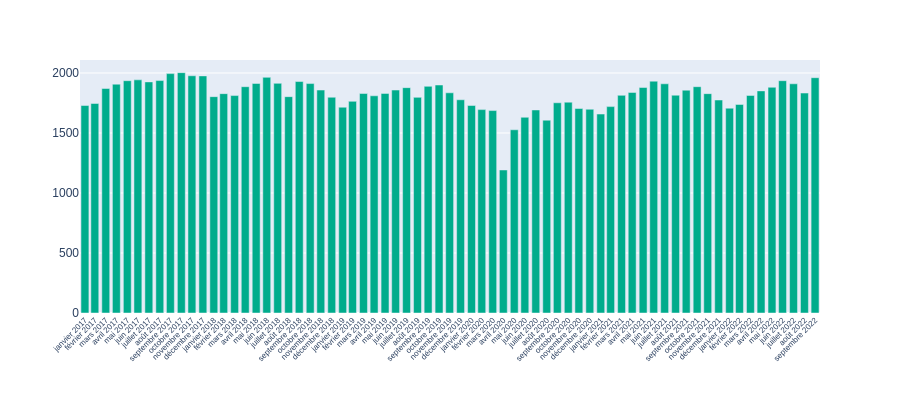 2000
1500
1000
500
0
janvier 2017
février 2017
mars 2017
avril 2017
mai 2017
juin 2017
juillet 2017
août 2017
septembre 2017
octobre 2017
novembre 2017
décembre 2017
janvier 2018
février 2018
mars 2018
avril 2018
mai 2018
juin 2018
juillet 2018
août 2018
septembre 2018
octobre 2018
novembre 2018
décembre 2018
janvier 2019
février 2019
mars 2019
avril 2019
mai 2019
juin 2019
juillet 2019
août 2019
septembre 2019
octobre 2019
novembre 2019
décembre 2019
janvier 2020
février 2020
mars 2020
avril 2020
mai 2020
juin 2020
juillet 2020
août 2020
septembre 2020
octobre 2020
novembre 2020
décembre 2020
janvier 2021
février 2021
mars 2021
avril 2021
mai 2021
juin 2021
juillet 2021
août 2021
septembre 2021
octobre 2021
novembre 2021
décembre 2021
janvier 2022
février 2022
mars 2022
avril 2022
mai 2022
juin 2022
juillet 2022
août 2022
septembre 2022